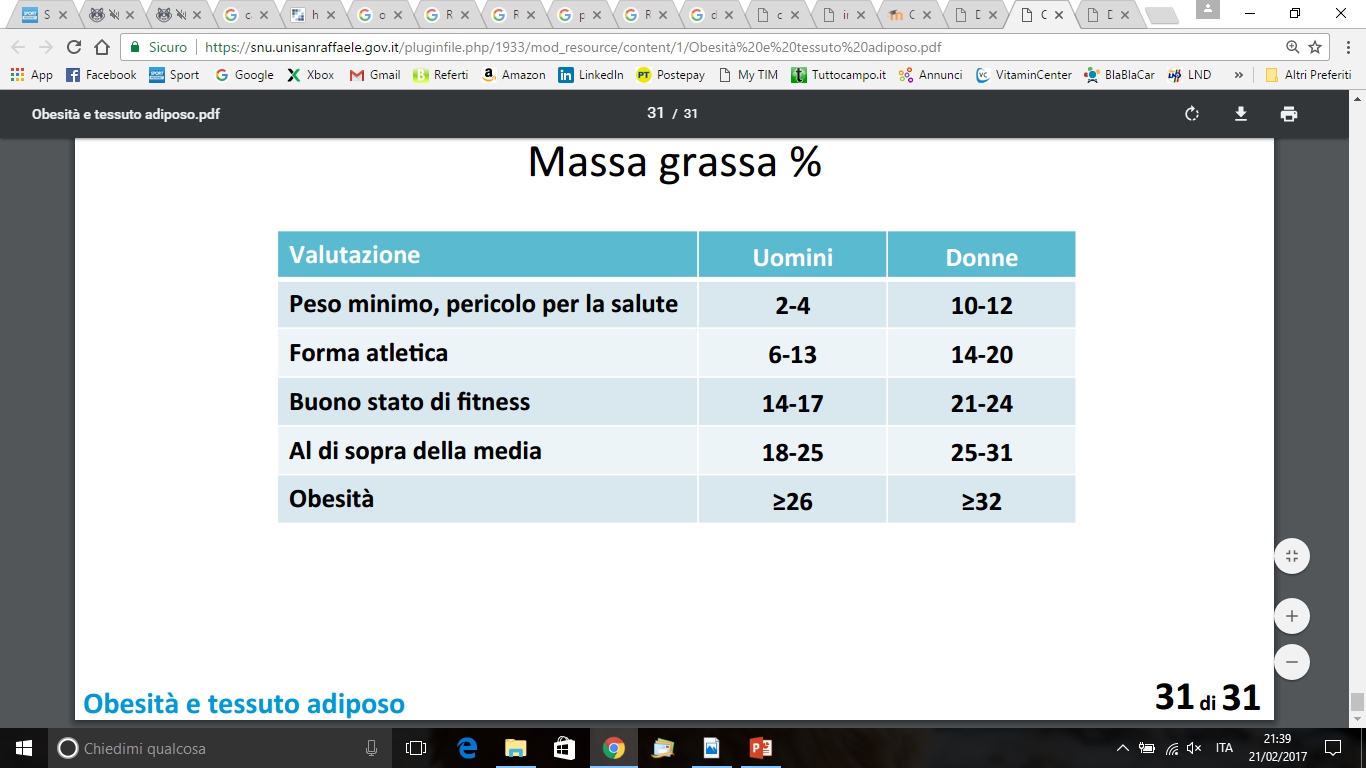 S
c
h
o
R
R
p
R
d
c
ir
C
D
C
D
Sicuro https://snu.unisanraffaele.gov.it/pluginfile.php/1933/mod_resource/content/1/Obesità%20e%20tessuto%20adiposo.pdf
App Facebook Sport Google Xbox Gmail Referti Amazon LinkedIn Postepay My TIM Tuttocampo.it Annunci VitaminCenter BlaBlaCar LND » Altri Preferiti
Obesità e tessuto adiposo.pdf 31 / 31
Massa grassa %
Valutazione Uomini Donne
Peso minimo, pericolo per la salute 2-4 10-12
Forma atletica 6-13 14-20
Buono stato di fitness 14-17 21-24
Al di sopra della media 18-25 25-31
Obesità ≥26 ≥32
Obesità e tessuto adiposo 31 di 31
Chiedimi qualcosa ITA 21:39
21/02/2017